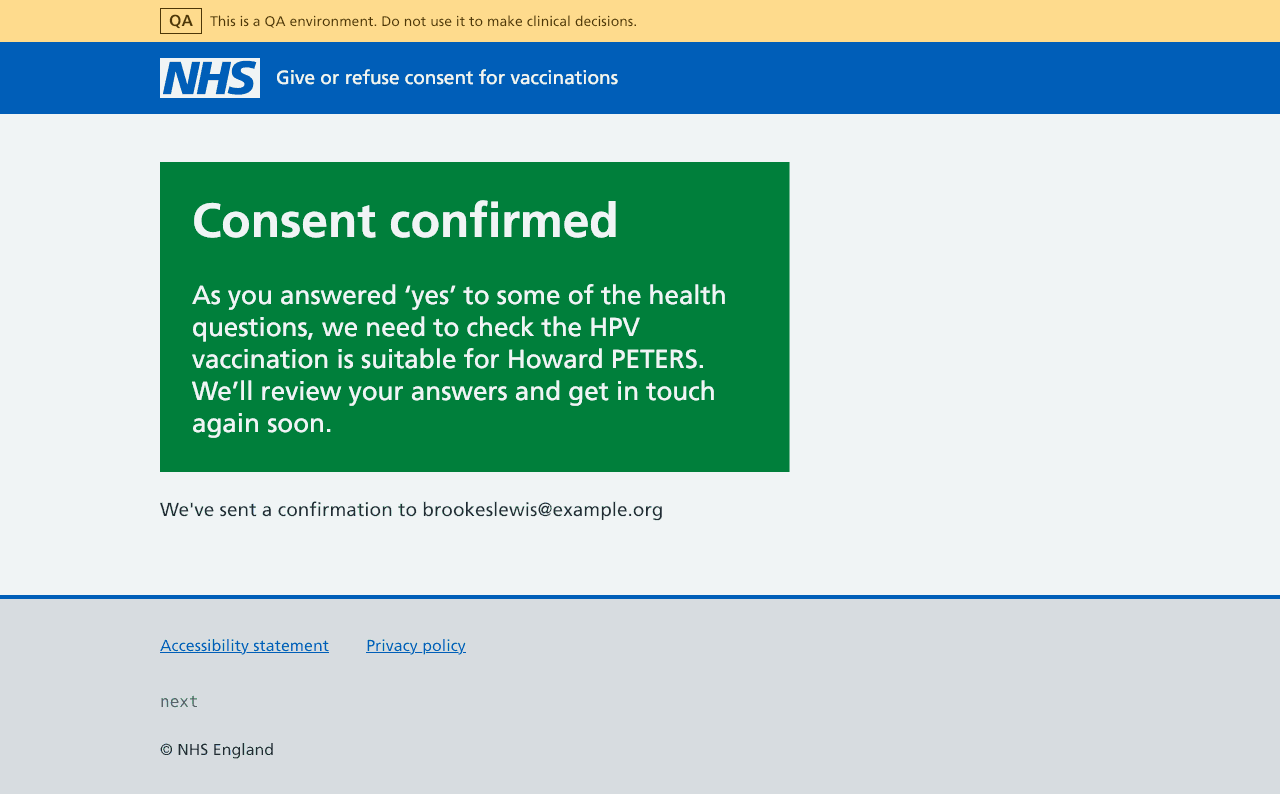 QA This is a QA environment. Do not use it to make clinical decisions.
NHS Give or refuse consent for vaccinations
Consent confirmed
As you answered ‘yes’ to some of the health
questions, we need to check the HPV
vaccination is suitable for Howard PETERS.
We’ll review your answers and get in touch
again soon.
We've sent a confirmation to brookeslewis@example.org
Accessibility statement Privacy policy
next
© NHS England